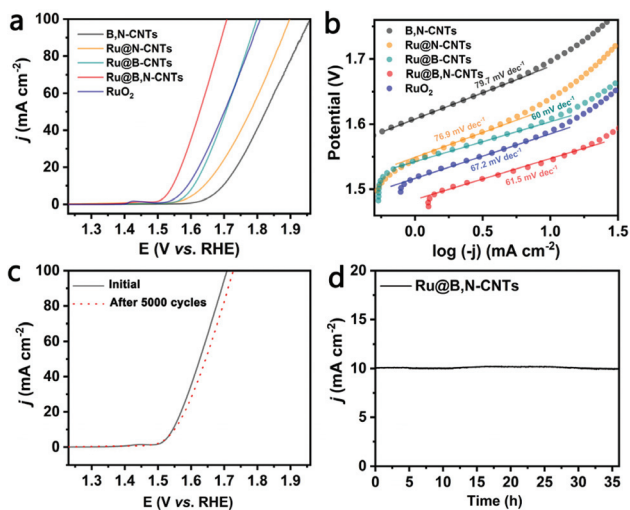 a
100
80
60
40
20
0
j (mA cm-2)
B,N-CNTs
Ru@N-CNTs
Ru@B-CNTs
Ru@B,N-CNTs
RuO2
1.3 1.4 1.5 1.6 1.7 1.8 1.9
E (V vs. RHE)
b
1.7
1.6
1.5
Potential (V)
B,N-CNTs
Ru@N-CNTs
Ru@B-CNTs
Ru@B,N-CNTs
RuO2
79.7 mV dec-1
76.9 mV dec-1
60 mV dec-1
67.2 mV dec-1
61.5 mV dec-1
0.0 0.5 1.0 1.5
log (-j) (mA cm-2)
c
100
80
60
40
20
0
j (mA cm-2)
Initial
After 5000 cycles
1.3 1.4 1.5 1.6 1.7 1.8 1.9
E (V vs. RHE)
d
20
15
10
5
0
j (mA cm-2)
Ru@B,N-CNTs
0 5 10 15 20 25 30 35
Time (h)